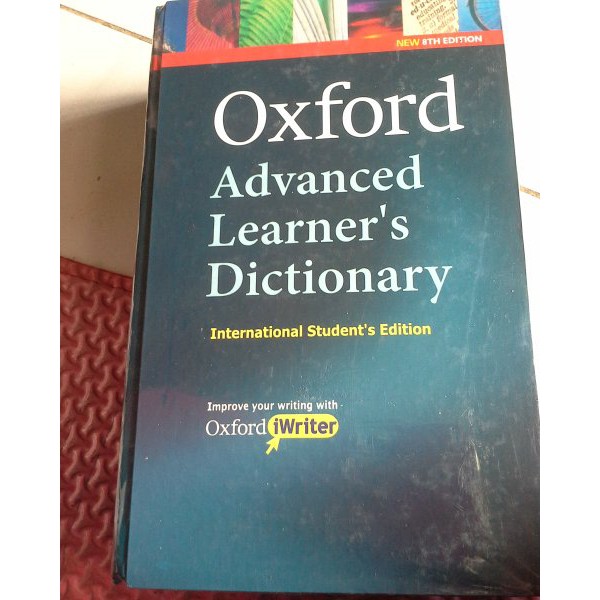 NEW 8TH EDITION
Oxford
Advanced
Learner's
Dictionary
International Student's Edition
Improve your writing with
Oxford iWriter